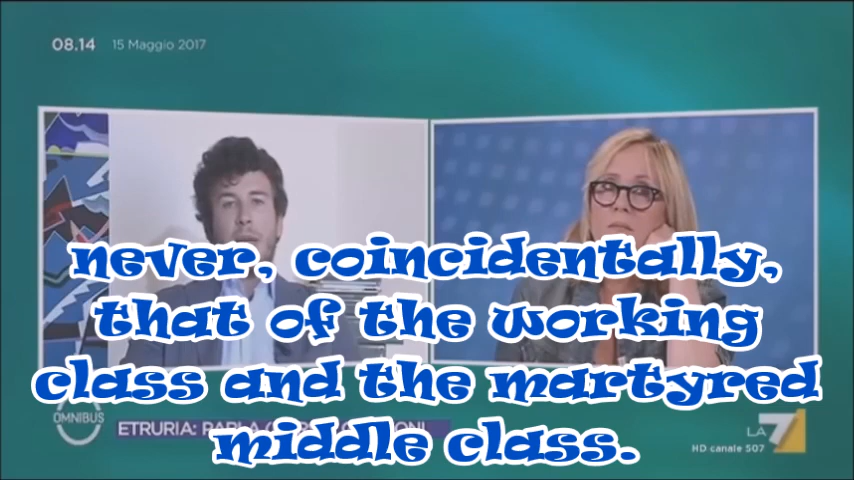 08.14 15 Maggio 2017
never, coincidentally,
that of the working
class and the martyred
middle class.
OMNIBUS
ETRURIA:
LA 7
HD canale 507